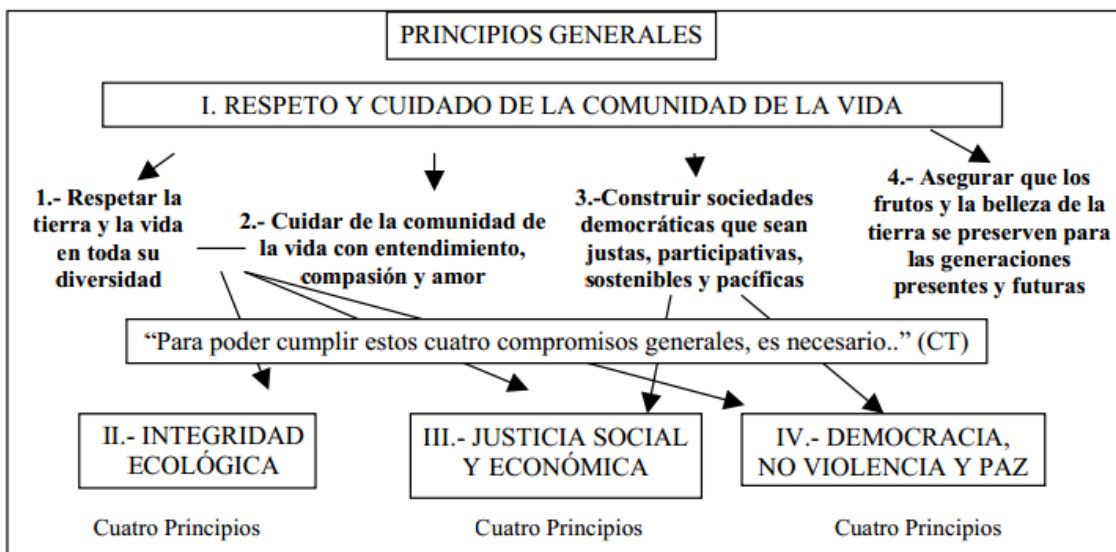 PRINCIPIOS GENERALES
I. RESPETO Y CUIDADO DE LA COMUNIDAD DE LA VIDA
1.- Respetar la
tierra y la vida
en toda su
diversidad
2.- Cuidar de la comunidad de
la vida con entendimiento,
compasión y amor
3.-Construir sociedades
democráticas que sean
justas, participativas,
sostenibles y pacíficas
4.- Asegurar que los
frutos y la belleza de la
tierra se preserven para
las generaciones
presentes y futuras
“Para poder cumplir estos cuatro compromisos generales, es necesario..” (CT)
II.- INTEGRIDAD
ECOLÓGICA
III.- JUSTICIA SOCIAL
Y ECONÓMICA
IV.- DEMOCRACIA,
NO VIOLENCIA Y PAZ
Cuatro Principios
Cuatro Principios
Cuatro Principios